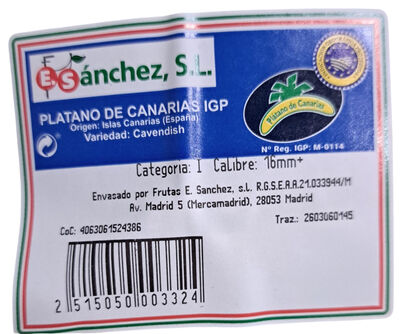 ESánchez, S.L.
PLATANO DE CANARIAS IGP
Origen: Islas Canarias (España)
Variedad: Cavendish
Plátano de Canarias
Nº Reg. IGP: M-0114
Categoria: I Calibre: 16mm+
Envasado por Frutas E. Sanchez, s.l. R.G.S.E.A.A.21.033944/M
Av. Madrid 5 (Mercamadrid), 28053 Madrid
CoC: 4063061524386
Traz.: 2603060145
2 515050 003324